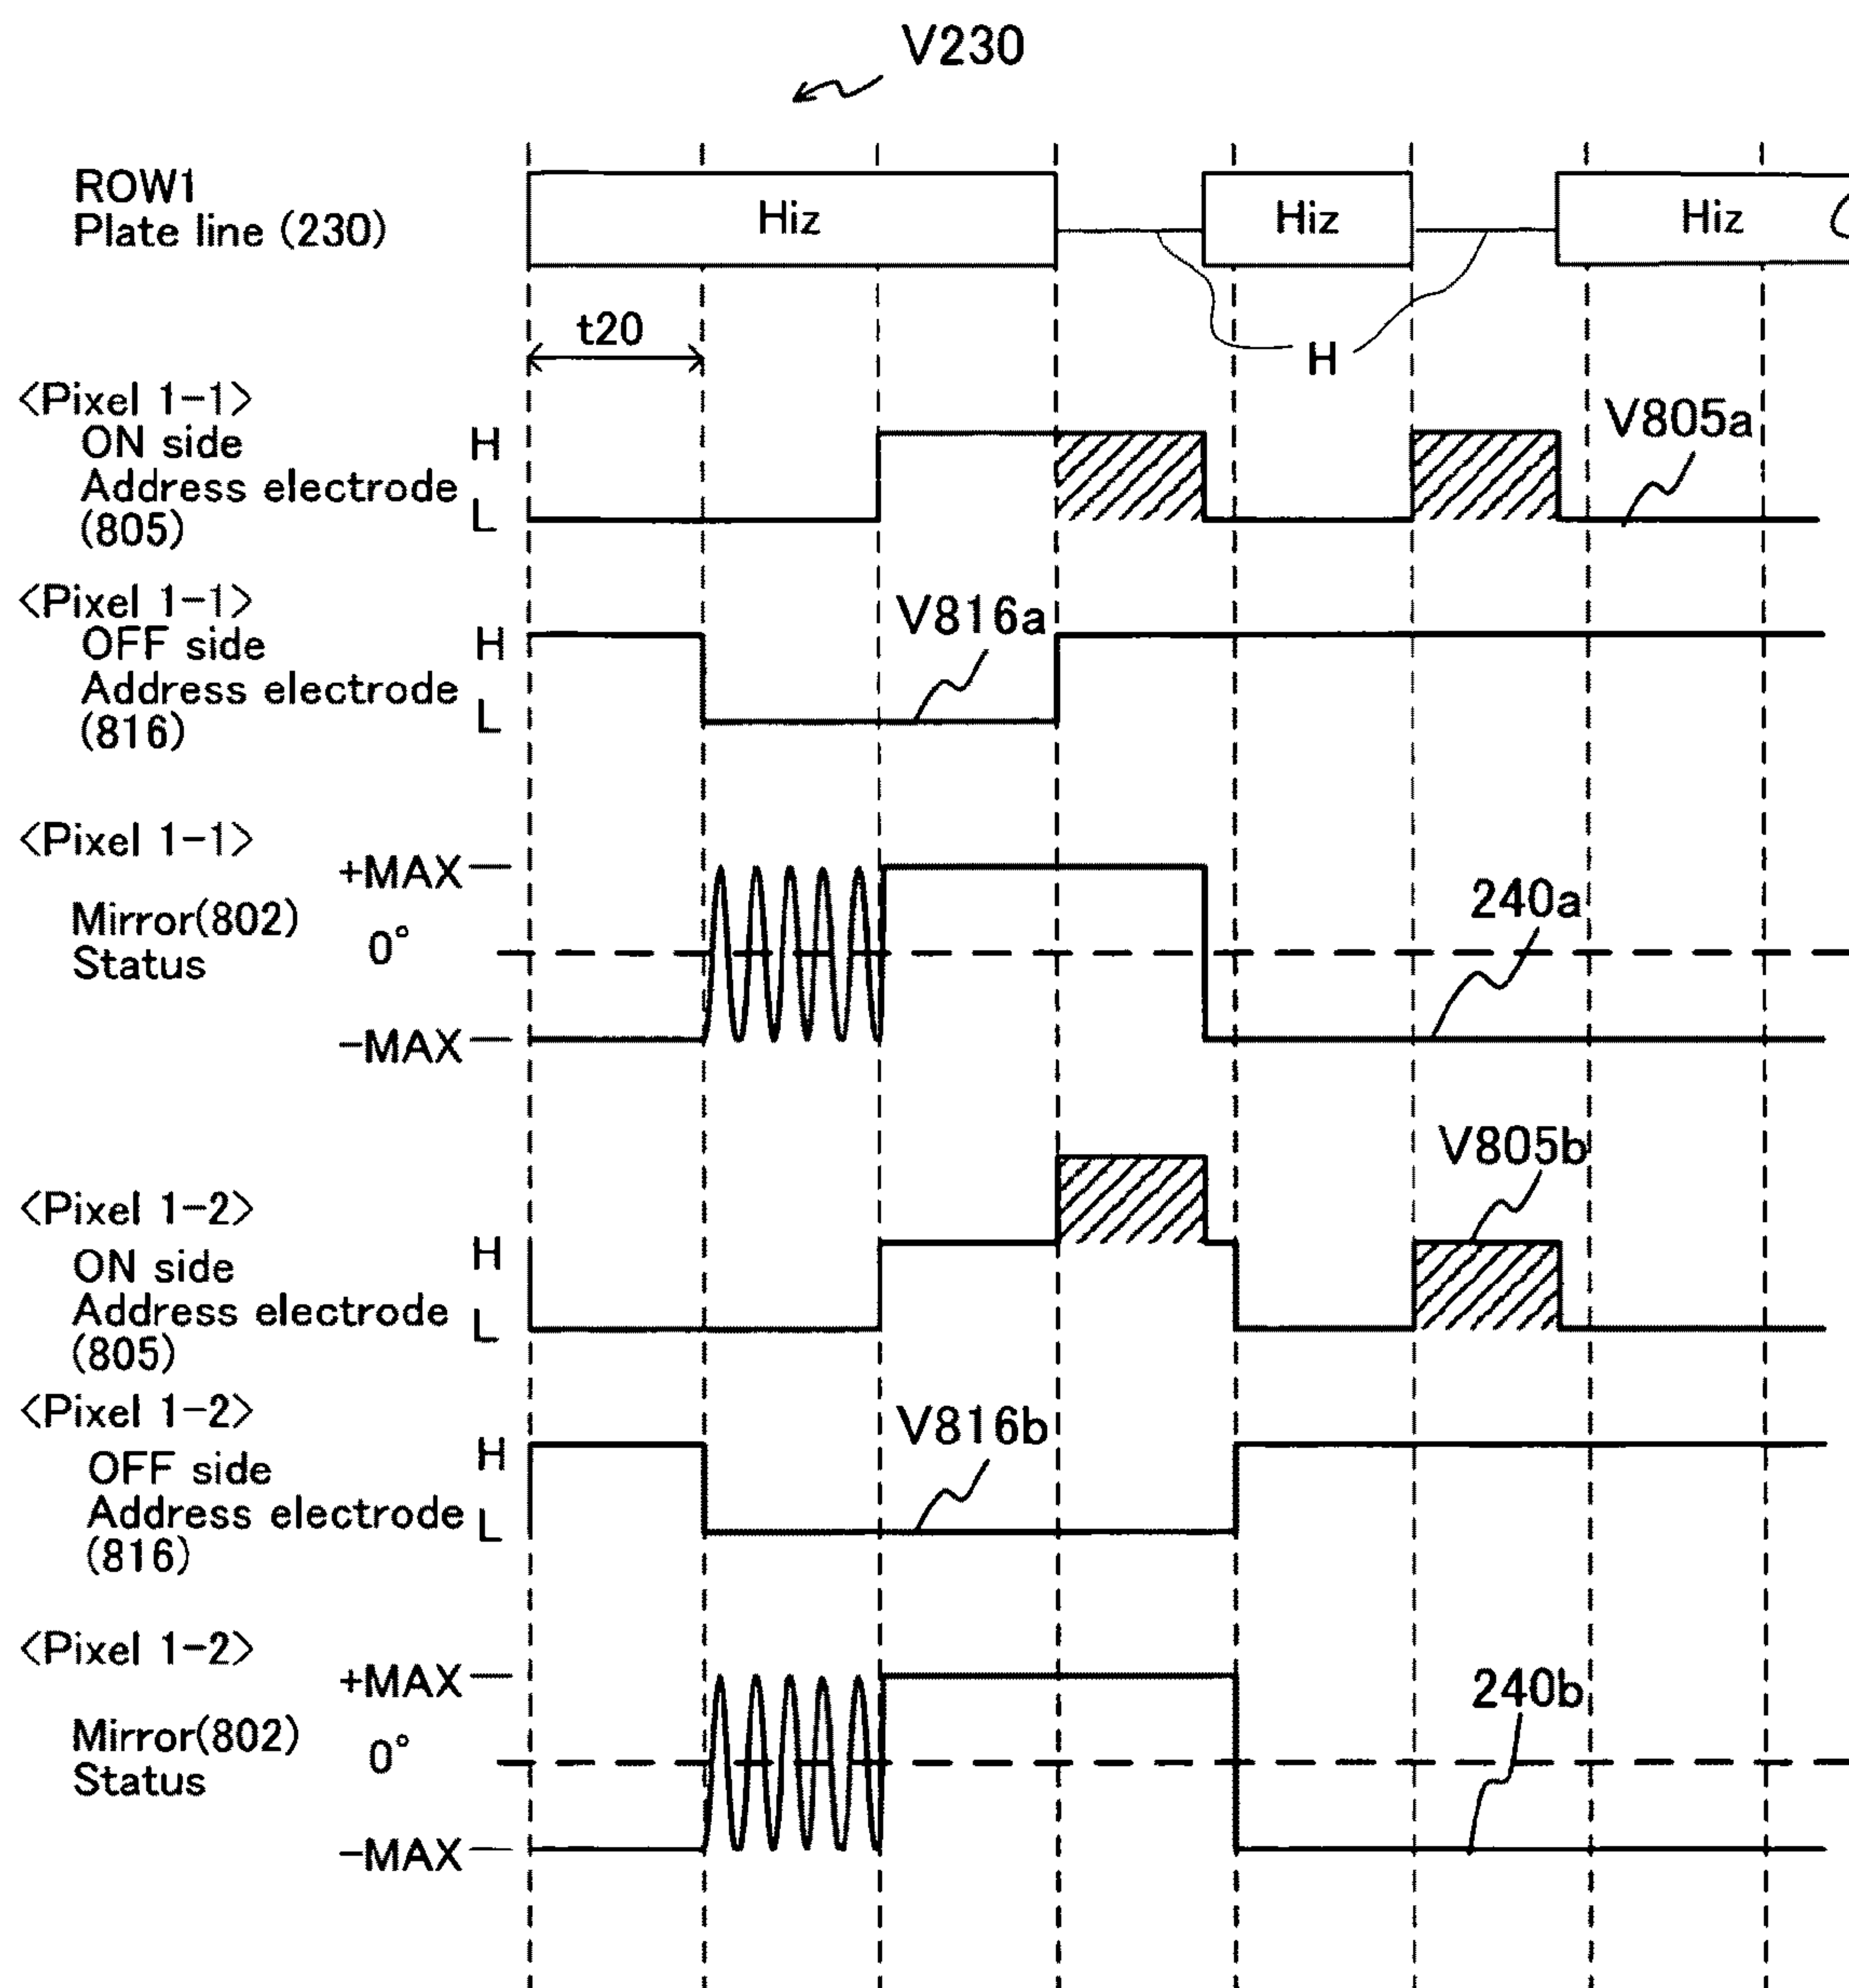 V230
ROW1
Plate line (230)
Hiz
Hiz
Hiz
t20
H
<Pixel 1-1>
ON side
Address electrode
(805)
H
L
V805a
<Pixel 1-1>
OFF side
Address electrode
(816)
H
L
V816a
<Pixel 1-1>
Mirror(802)
Status
+MAX
0°
-MAX
240a
<Pixel 1-2>
ON side
Address electrode
(805)
H
L
V805b
<Pixel 1-2>
OFF side
Address electrode
(816)
H
L
V816b
<Pixel 1-2>
Mirror(802)
Status
+MAX
0°
-MAX
240b